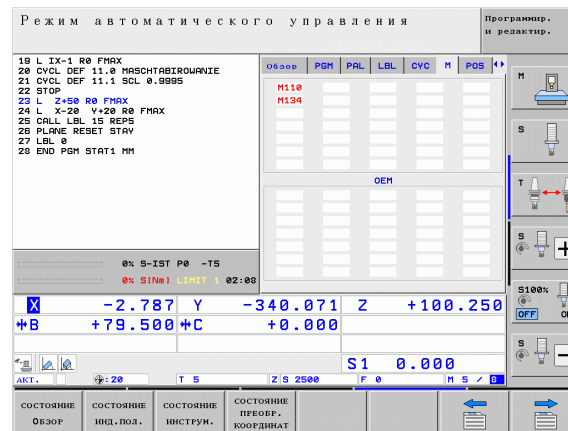 Режим автоматического управления
Программир.
и редактир.
19 L IX-1 R0 FMAX
20 CYCL DEF 11.0 MASCHTABIROWANIE
21 CYCL DEF 11.1 SCL 0.9995
22 STOP
23 L Z+50 R0 FMAX
24 L X-20 Y+20 R0 FMAX
25 CALL LBL 15 REP5
26 PLANE RESET STAY
27 LBL 0
28 END PGM STAT1 MM
Обзор PGM PAL LBL CYC M POS
M110
M134
OEM
0% S-IST P0 -T5
0% S[Nm] LIMIT 1 02:08
X -2.787 Y -340.071 Z +100.250
B +79.500 C +0.000
S1 0.000
АКТ. : 20 T 5 Z S 2500 F 0 M 5 / 8
M
S
T
S
S100%
OFF
S
СОСТОЯНИЕ
Обзор
СОСТОЯНИЕ
ИНД.ПОЛ.
СОСТОЯНИЕ
ИНСТРУМ.
СОСТОЯНИЕ
ПРЕОБР.
КООРДИНАТ